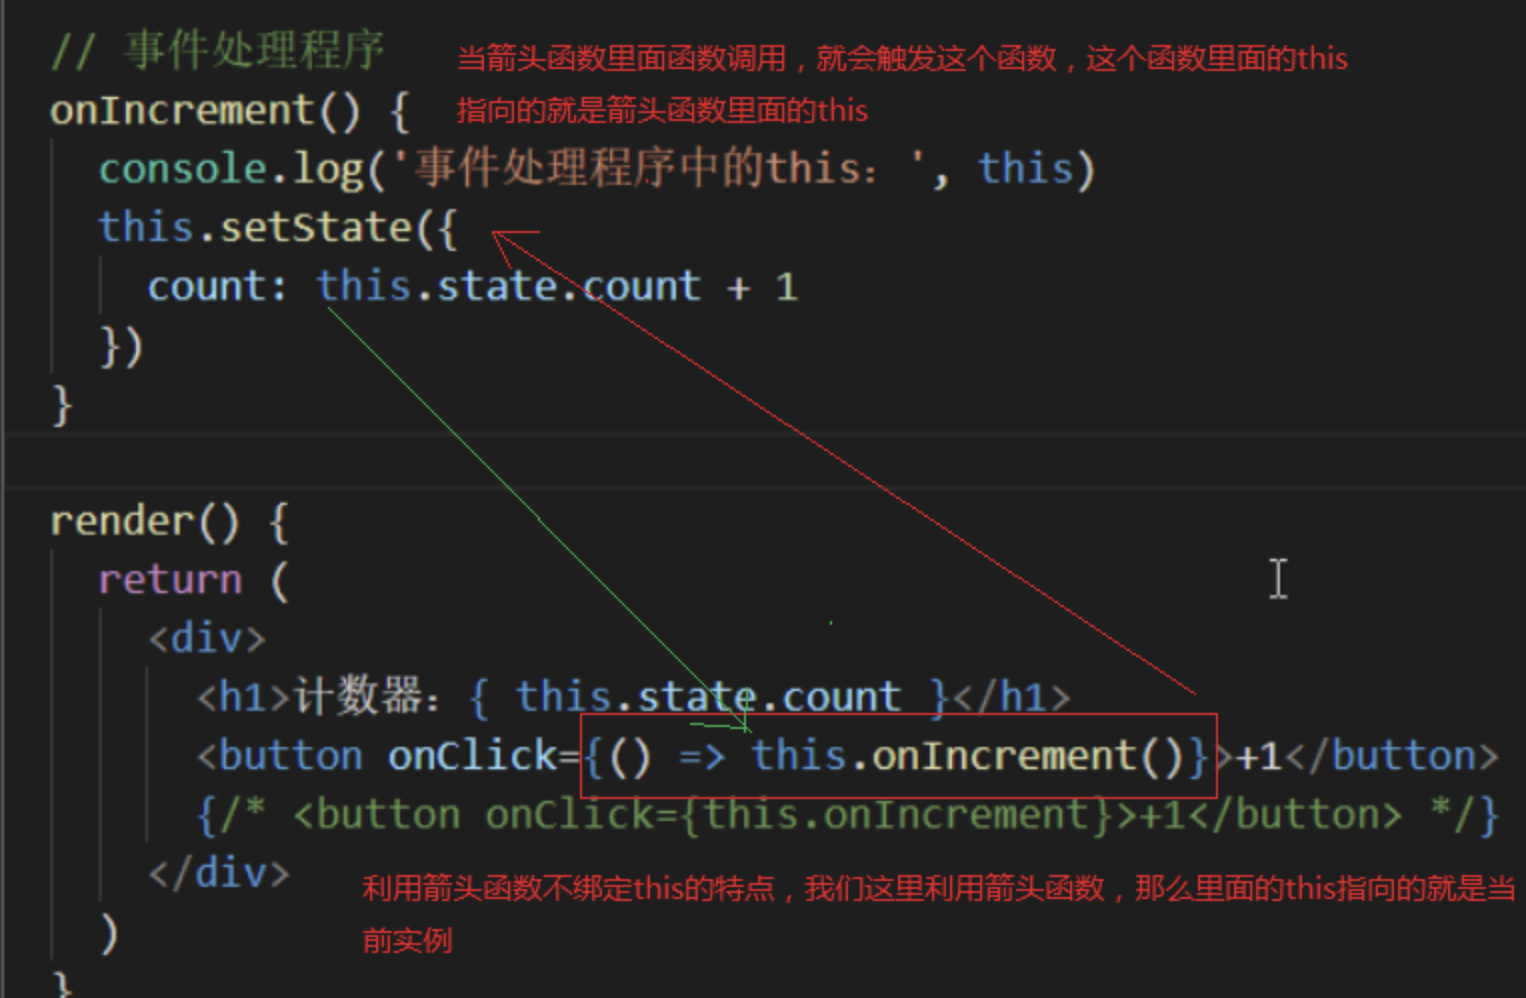 // 事件处理程序 当箭头函数里面函数调用，就会触发这个函数，这个函数里面的this
onIncrement() { 指向的就是箭头函数里面的this
console.log('事件处理程序中的this：', this)
this.setState({
count: this.state.count + 1
})
}
render() {
return (
<div>
<h1>计数器：{ this.state.count }</h1>
<button onClick={() => this.onIncrement()}>+1</button>
{/* <button onClick={this.onIncrement}>+1</button> */}
</div>
利用箭头函数不绑定this的特点，我们这里利用箭头函数，那么里面的this指向的就是当
)
前实例
}